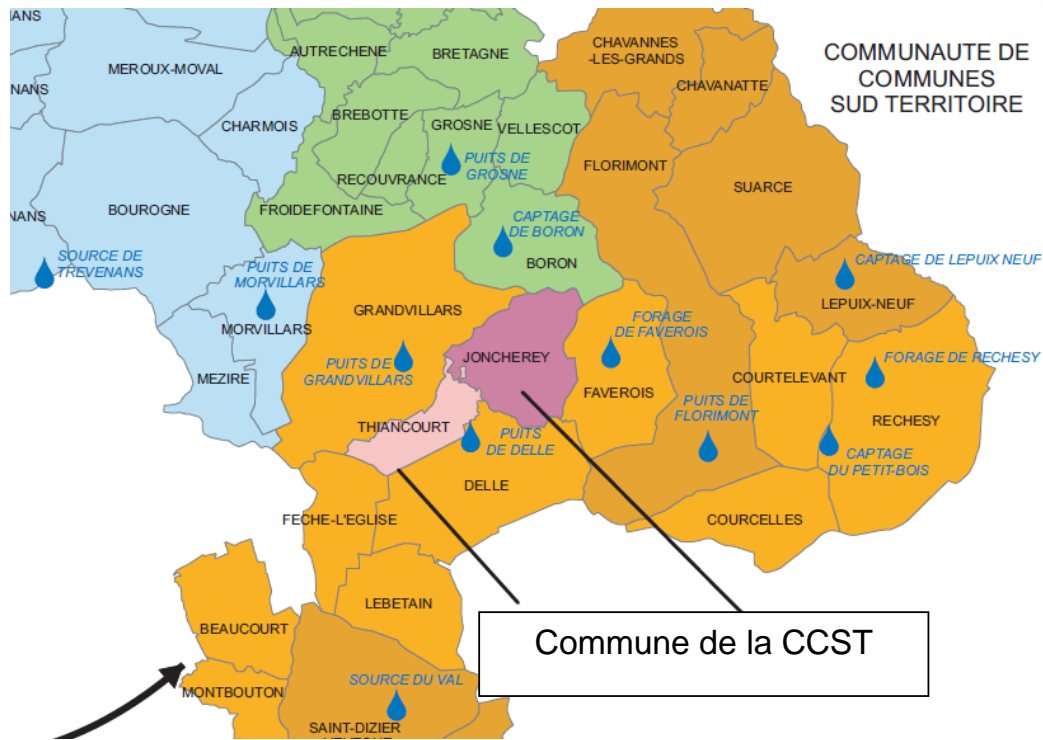 NANS
MEROUX-MOVAL
NANS
CHARMOIS
BOUROGNE
NANS
SOURCE DE
TREVENANS
PUITS DE
MORVILLARS
MORVILLARS
MEZIRE
AUTRECHENE
BRETAGNE
BREBOTTE
GROSNE
VELLESCOT
PUITS DE
GROSNE
RECOUVRANCE
FROIDEFONTAINE
CAPTAGE
DE BORON
BORON
CHAVANNES
-LES-GRANDS
CHAVANATTE
COMMUNAUTE DE
COMMUNES
SUD TERRITOIRE
FLORIMONT
SUARCE
CAPTAGE DE LEPUIX NEUF
LEPUIX-NEUF
GRANDVILLARS
PUITS DE
GRANDVILLARS
JONCHEREY
FORAGE
DE FAVEROIS
FAVEROIS
COURTELEVANT
FORAGE DE RECHESY
RECHESY
PUITS DE
FLORIMONT
CAPTAGE
DU PETIT-BOIS
THIANCOURT
PUITS
DE DELLE
DELLE
COURCELLES
FECHE-L'EGLISE
LEBETAIN
BEAUCOURT
Commune de la CCST
MONTBOUTON
SOURCE DU VAL
SAINT-DIZIER